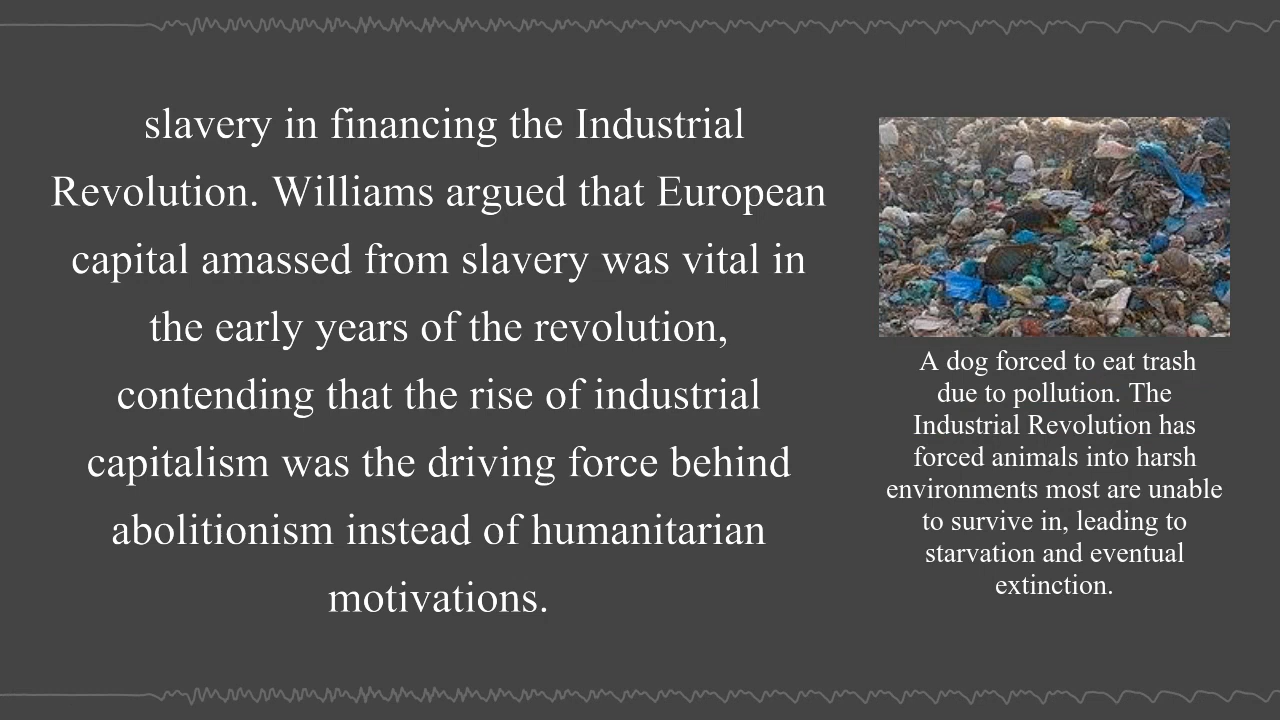 slavery in financing the Industrial
Revolution. Williams argued that European
capital amassed from slavery was vital in
the early years of the revolution,
contending that the rise of industrial
capitalism was the driving force behind
abolitionism instead of humanitarian
motivations.
A dog forced to eat trash
due to pollution. The
Industrial Revolution has
forced animals into harsh
environments most are unable
to survive in, leading to
starvation and eventual
extinction.